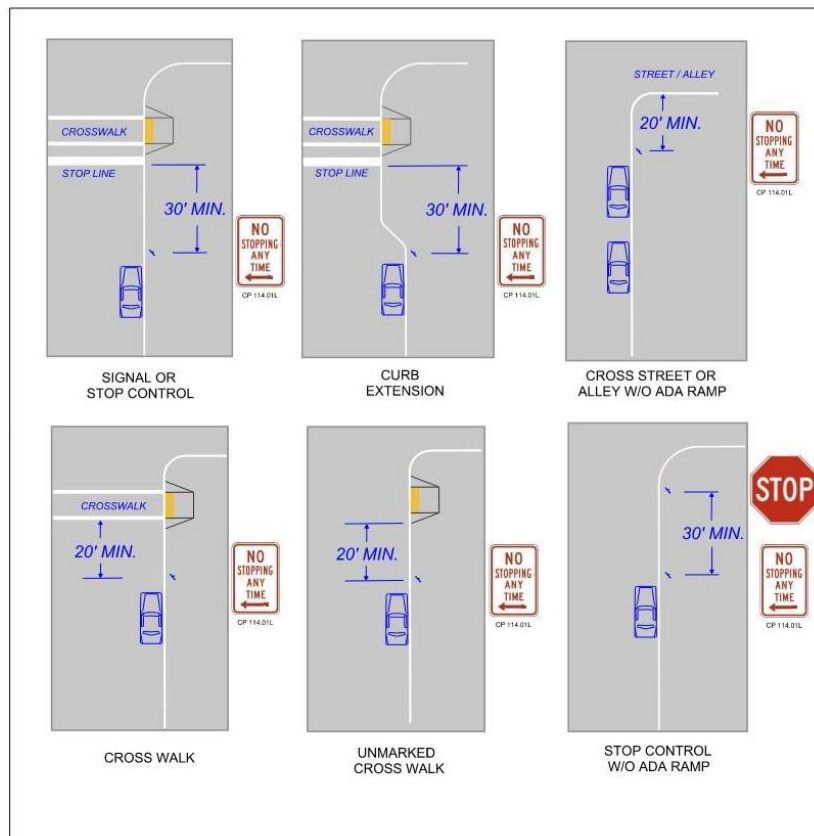 CROSSWALK
STOP LINE
30' MIN.
NO
STOPPING
ANY
TIME
CP 114.01L
SIGNAL OR
STOP CONTROL
CROSSWALK
STOP LINE
30' MIN.
NO
STOPPING
ANY
TIME
CP 114.01L
CURB
EXTENSION
STREET / ALLEY
20' MIN.
NO
STOPPING
ANY
TIME
CP 114.01L
CROSS STREET OR
ALLEY W/O ADA RAMP
CROSSWALK
20' MIN.
NO
STOPPING
ANY
TIME
CP 114.01L
CROSS WALK
20' MIN.
NO
STOPPING
ANY
TIME
CP 114.01L
UNMARKED
CROSS WALK
STOP
30' MIN.
NO
STOPPING
ANY
TIME
CP 114.01L
STOP CONTROL
W/O ADA RAMP